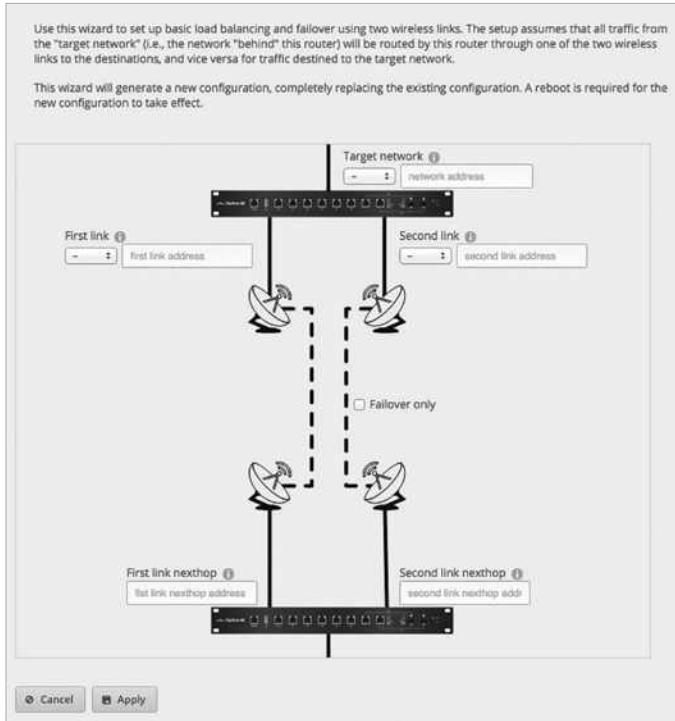 Use this wizard to set up basic load balancing and failover using two wireless links. The setup assumes that all traffic from
the "target network" (i.e., the network "behind" this router) will be routed by this router through one of the two wireless
links to the destinations, and vice versa for traffic destined to the target network.
This wizard will generate a new configuration, completely replacing the existing configuration. A reboot is required for the
new configuration to take effect.
Target network
- network address
First link
- first link address
Second link
- second link address
Failover only
First link nexthop
fist link nexthop address
Second link nexthop
second link nexthop addr
Cancel Apply